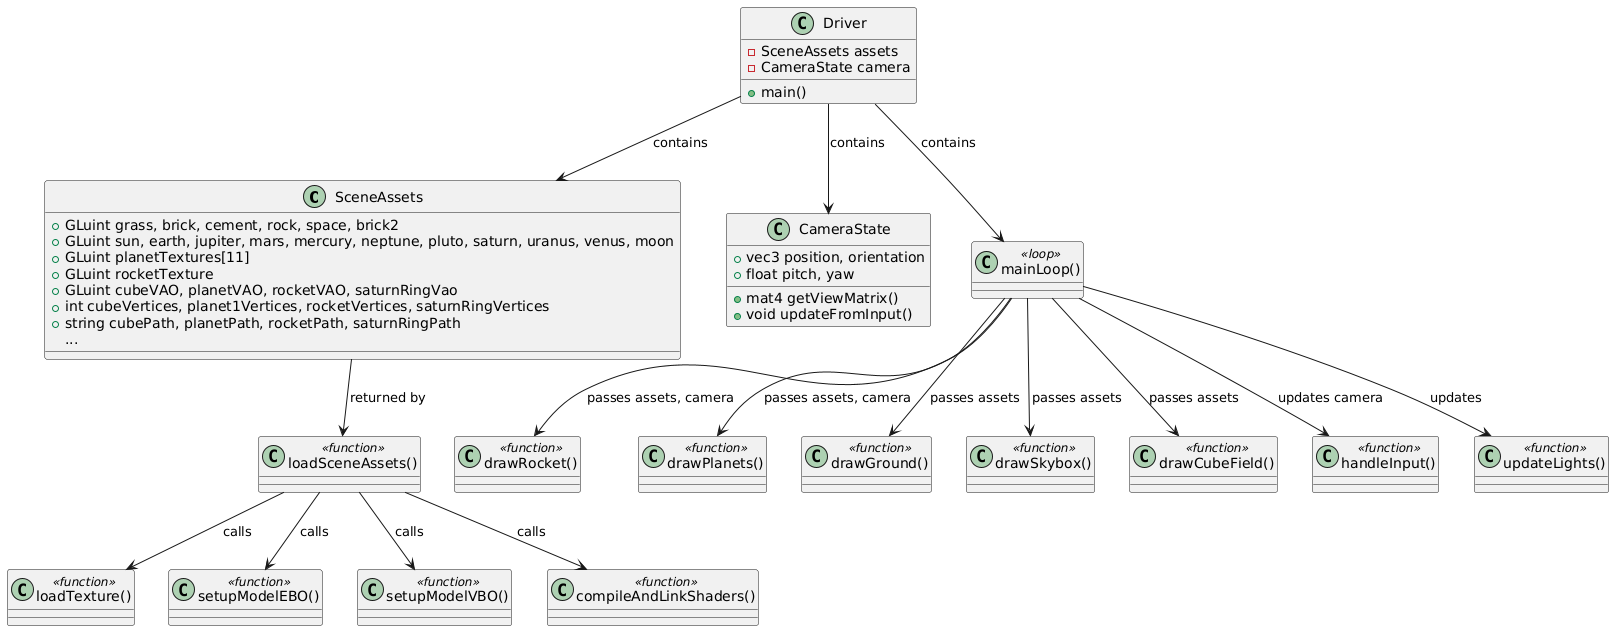 C Driver
SceneAssets assets
CameraState camera
main()
contains
contains
contains
C SceneAssets
GLuint grass, brick, cement, rock, space, brick2
GLuint sun, earth, jupiter, mars, mercury, neptune, pluto, saturn, uranus, venus, moon
GLuint planetTextures[11]
GLuint rocketTexture
GLuint cubeVAO, planetVAO, rocketVAO, saturnRingVao
int cubeVertices, planet1Vertices, rocketVertices, saturnRingVertices
string cubePath, planetPath, rocketPath, saturnRingPath
...
C CameraState
vec3 position, orientation
float pitch, yaw
mat4 getViewMatrix()
void updateFromInput()
C «loop»
mainLoop()
returned by
passes assets, camera
passes assets, camera
passes assets
passes assets
passes assets
updates camera
updates
C «function»
loadSceneAssets()
C «function»
drawRocket()
C «function»
drawPlanets()
C «function»
drawGround()
C «function»
drawSkybox()
C «function»
drawCubeField()
C «function»
handleInput()
C «function»
updateLights()
calls
calls
calls
calls
C «function»
loadTexture()
C «function»
setupModelEBO()
C «function»
setupModelVBO()
C «function»
compileAndLinkShaders()